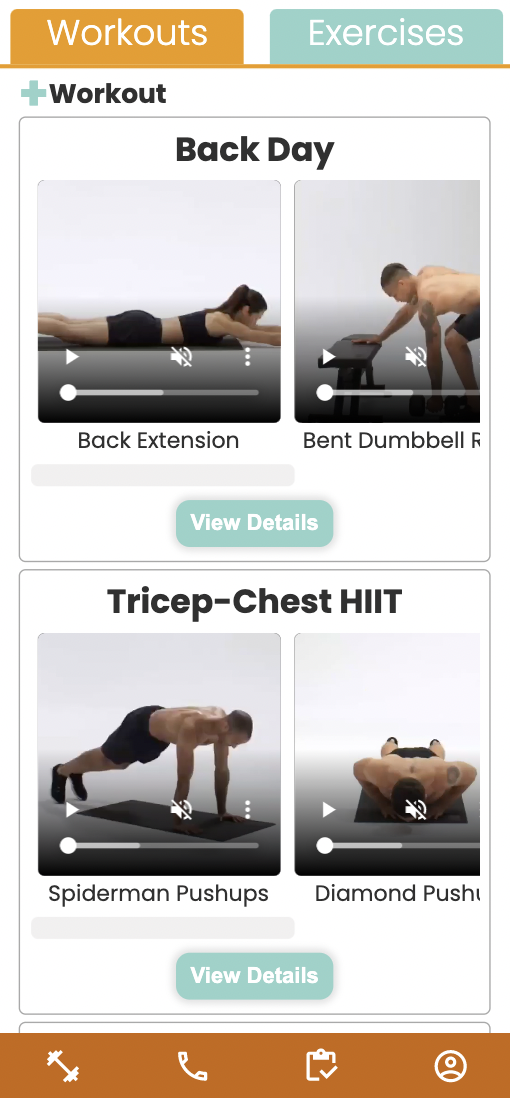 Workouts Exercises
Workout
Back Day
Back Extension Bent Dumbbell R
View Details
Tricep-Chest HIIT
Spiderman Pushups Diamond Pushu
View Details